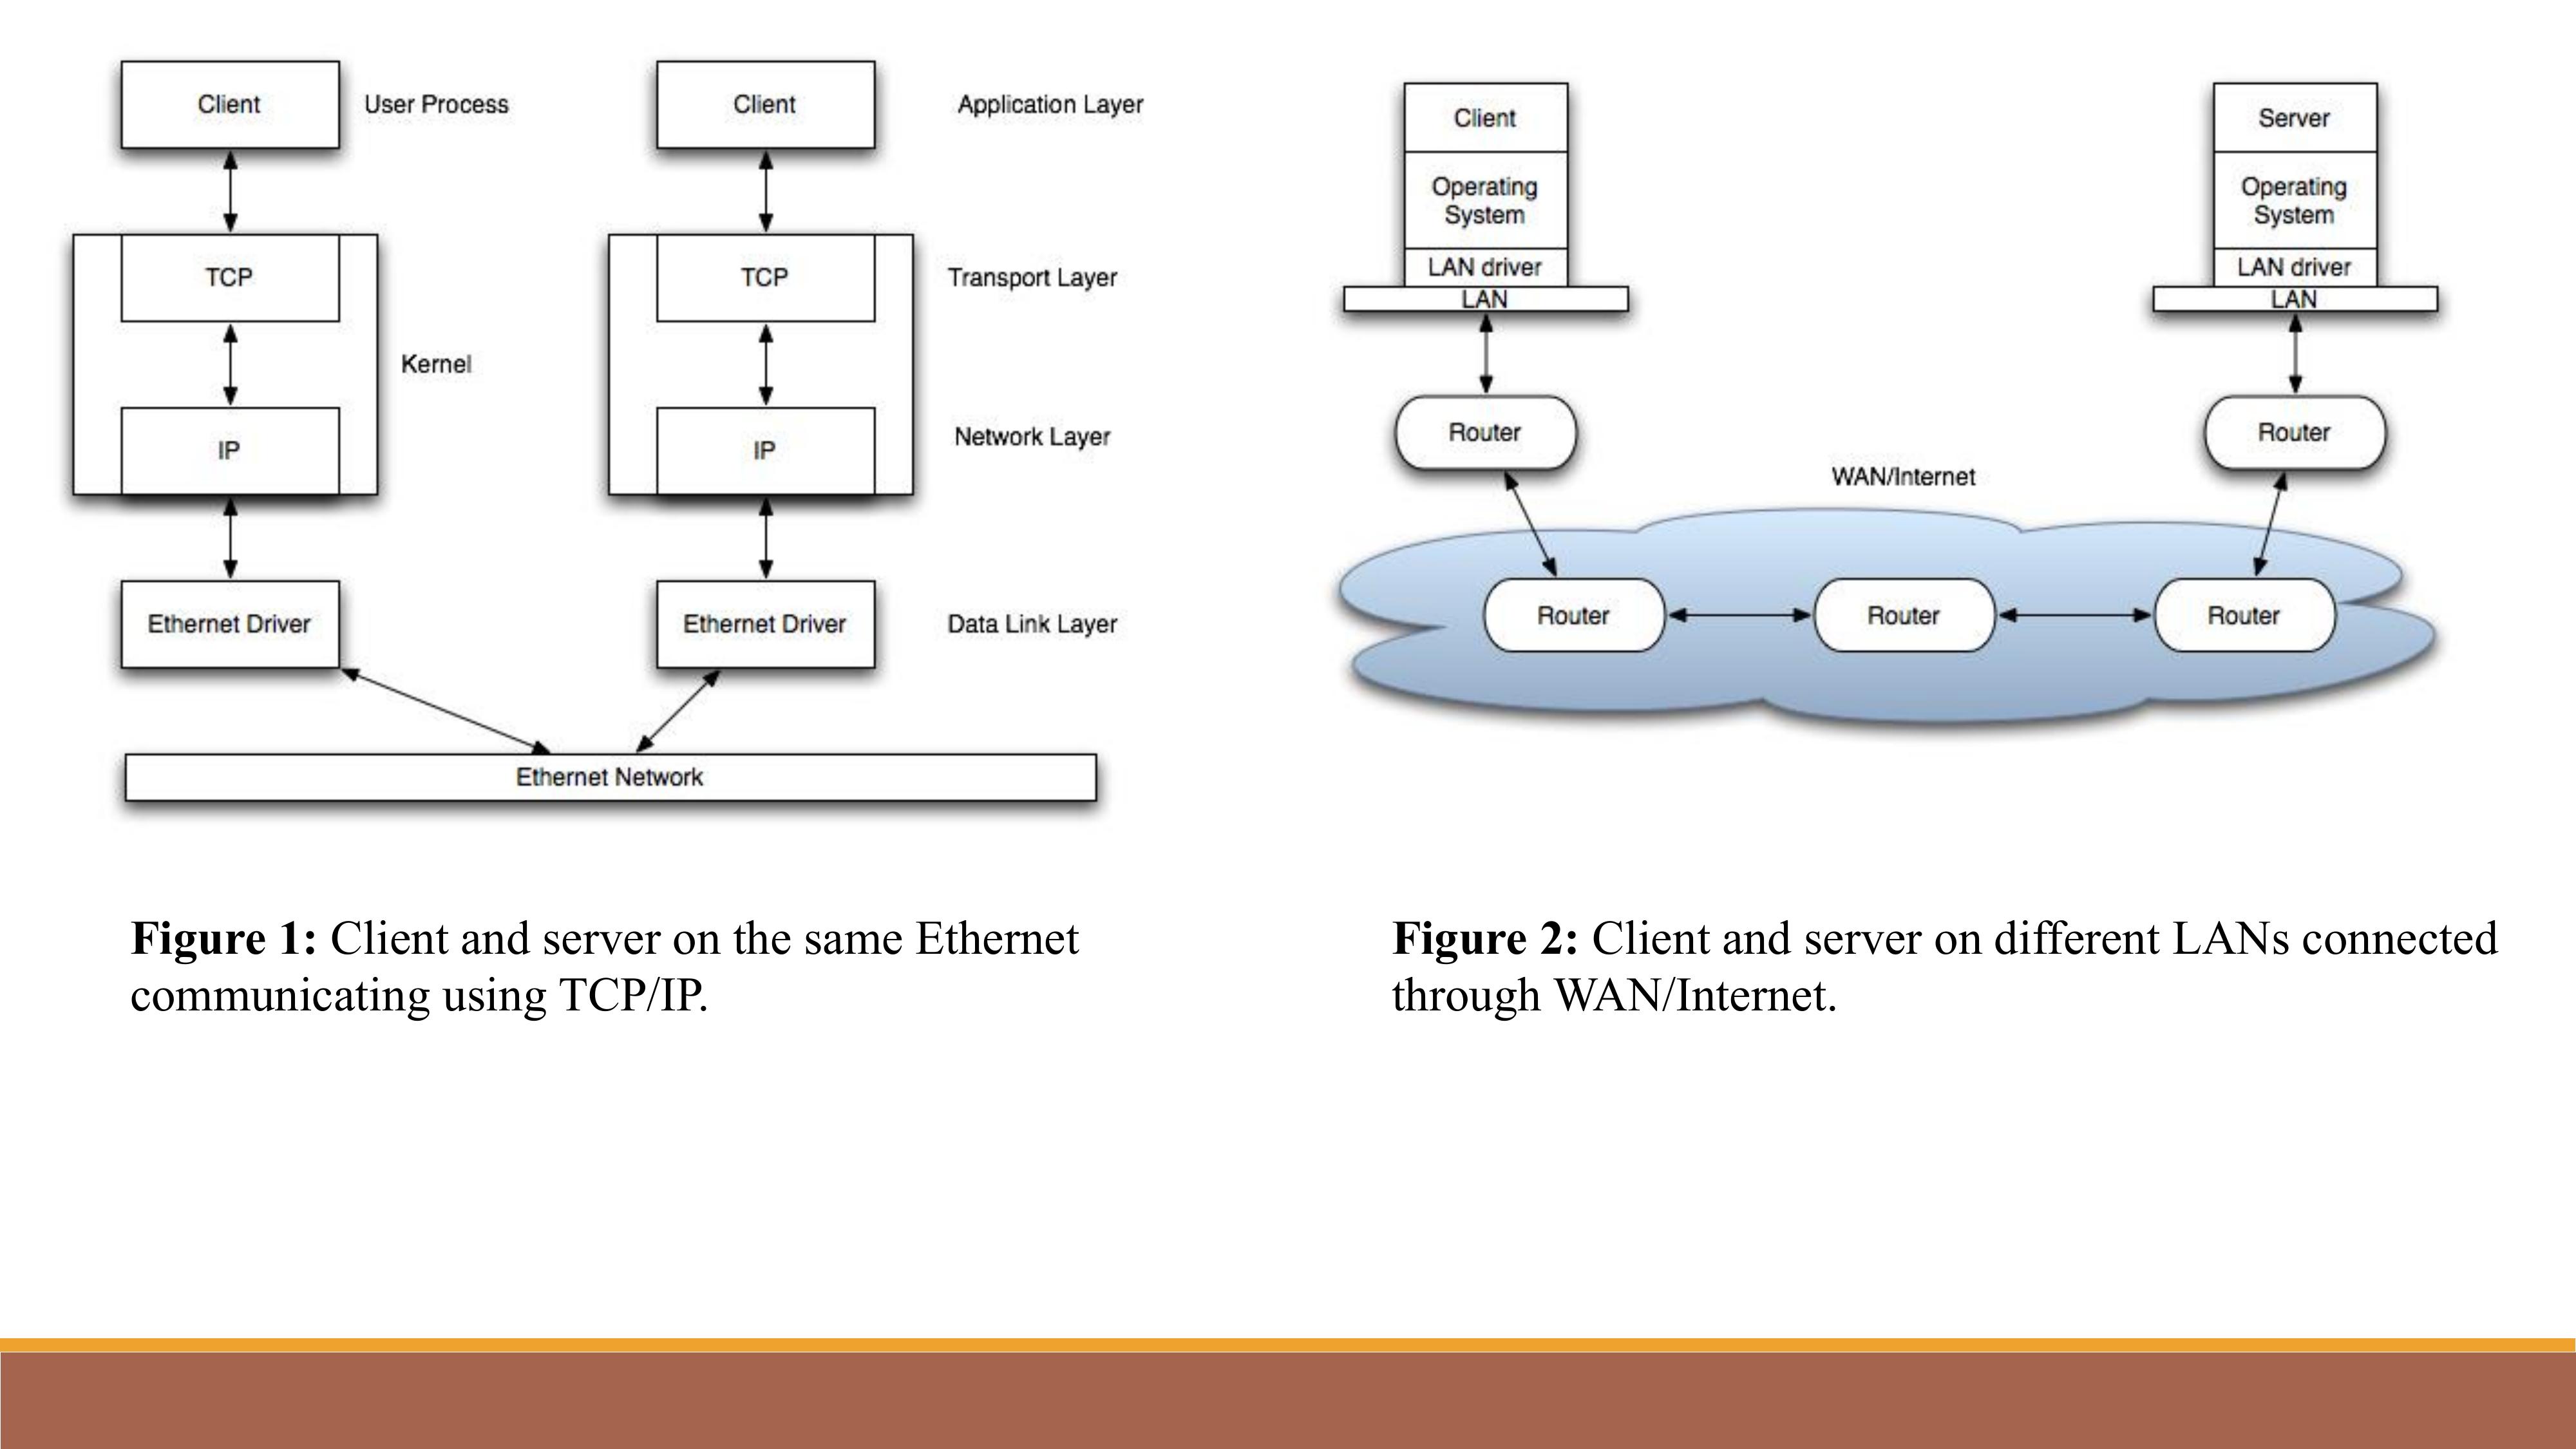 Client
User Process
Client
Application Layer
TCP
TCP
Transport Layer
Kernel
IP
IP
Network Layer
Ethernet Driver
Ethernet Driver
Data Link Layer
Ethernet Network
Figure 1: Client and server on the same Ethernet
communicating using TCP/IP.
Client
Operating
System
LAN driver
LAN
Server
Operating
System
LAN driver
LAN
Router
Router
WAN/Internet
Router
Router
Router
Figure 2: Client and server on different LANs connected
through WAN/Internet.